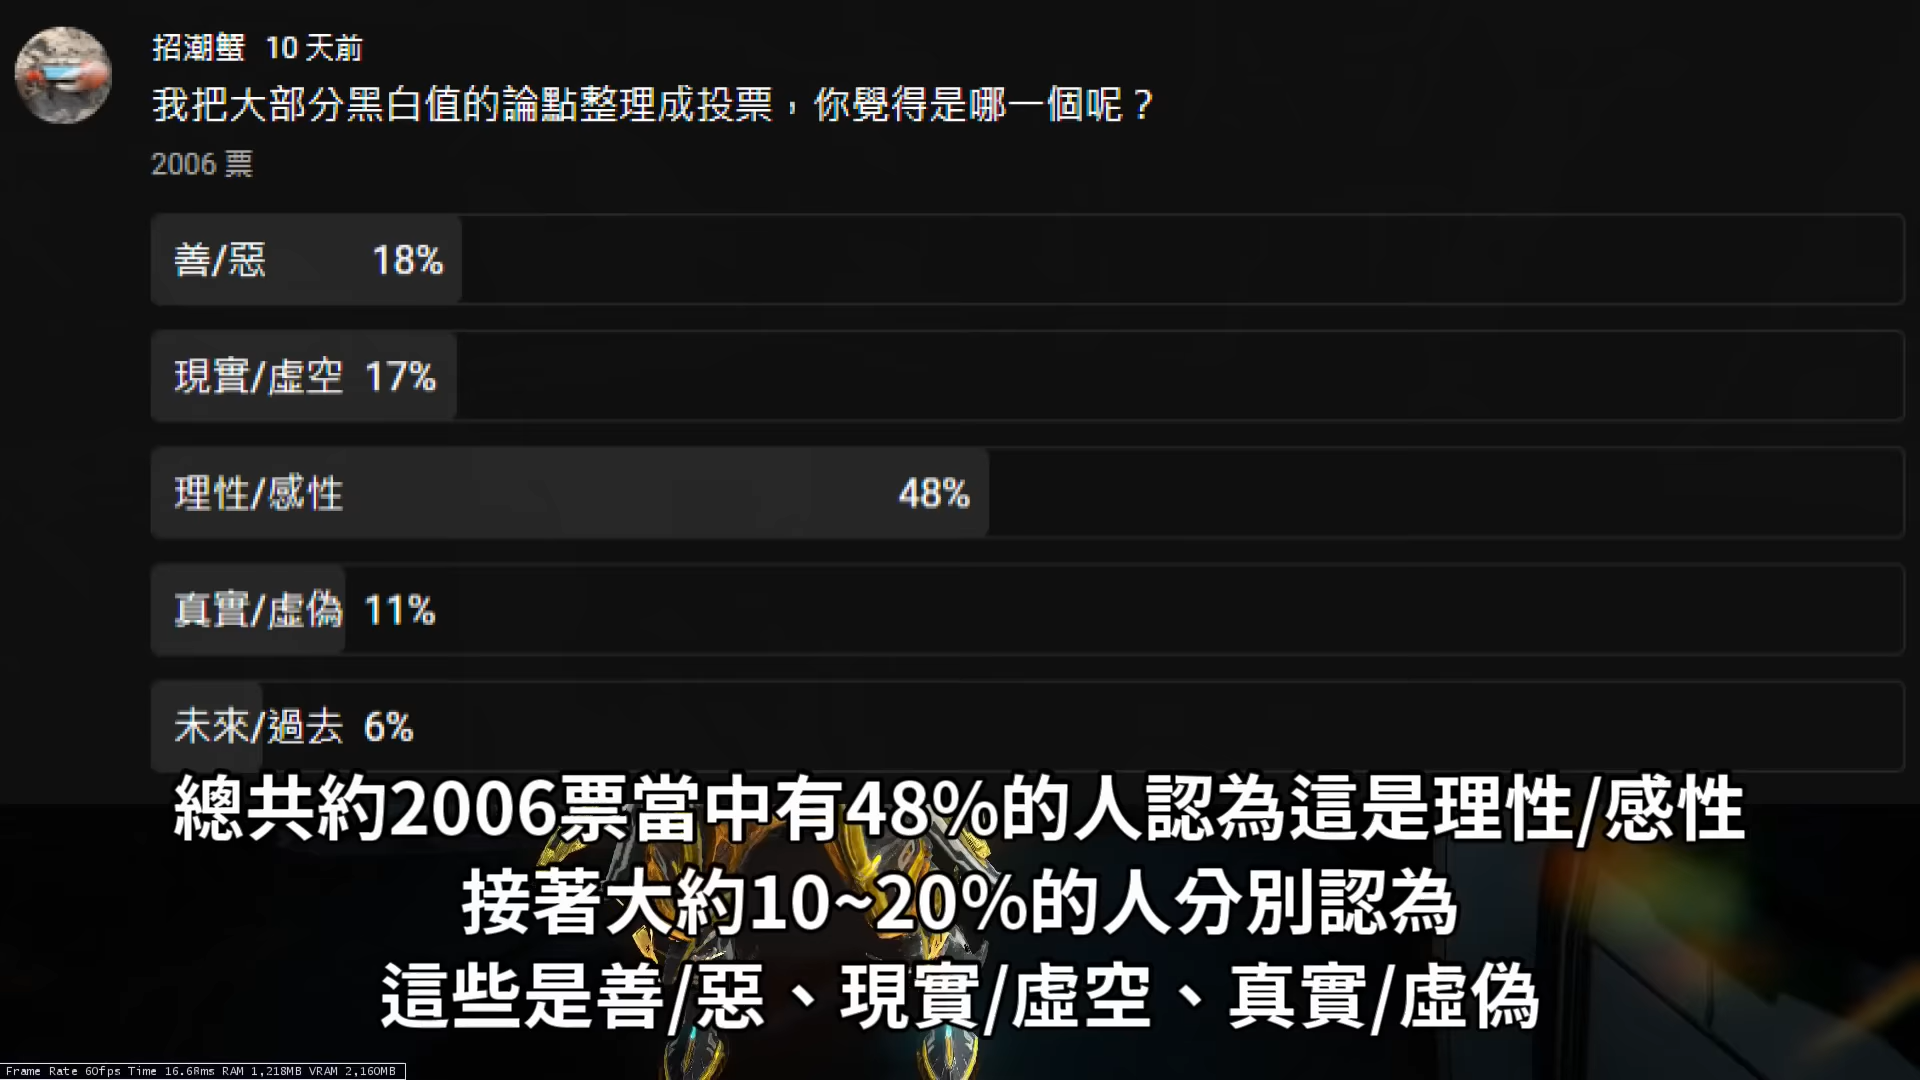 招潮蟹 10 天前
我把大部分黑白值的論點整理成投票，你覺得是哪一個呢？
2006 票
善/惡 18%
現實/虛空 17%
理性/感性 48%
真實/虛偽 11%
未來/過去 6%
總共約2006票當中有48%的人認為這是理性/感性
接著大約10~20%的人分別認為
這些是善/惡、現實/虛空、真實/虛偽
Frame Rate 60fps Time 16.68ms RAM 1,218MB VRAM 2,160MB